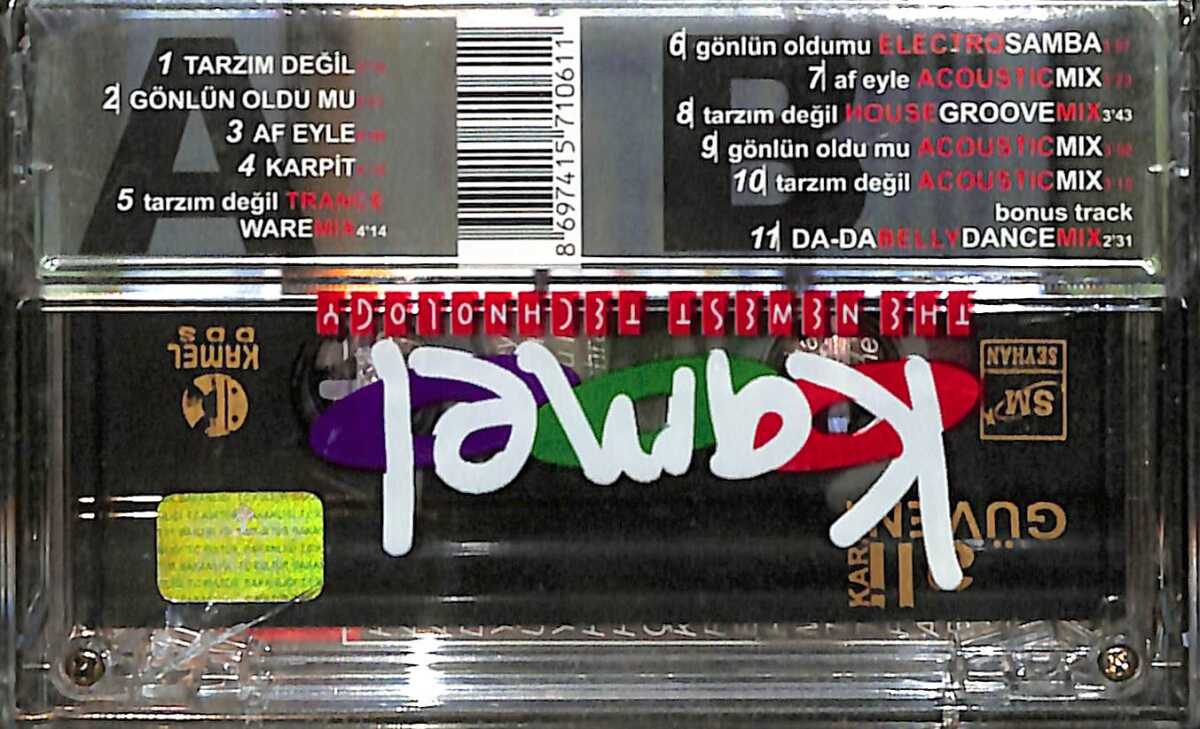 A
1 TARZIM DEĞİL
2 GÖNLÜN OLDU MU
3 AF EYLE
4 KARPİT
5 tarzım değil TRANCE
WAREMIX 4'14
8 697415 710611
B
6 gönlün oldumu ELECTROSAMBA
7 af eyle ACOUSTICMIX
8 tarzım değil HOUSEGROOVEMIX 3'43
9 gönlün oldu mu ACOUSTICMIX
10 tarzım değil ACOUSTICMIX
bonus track
11 DA-DABELLYDANCEMIX 2'31
THE NEWEST TECHNOLOGY
kamel
KAMEL
DDS
SM
SEYHAN